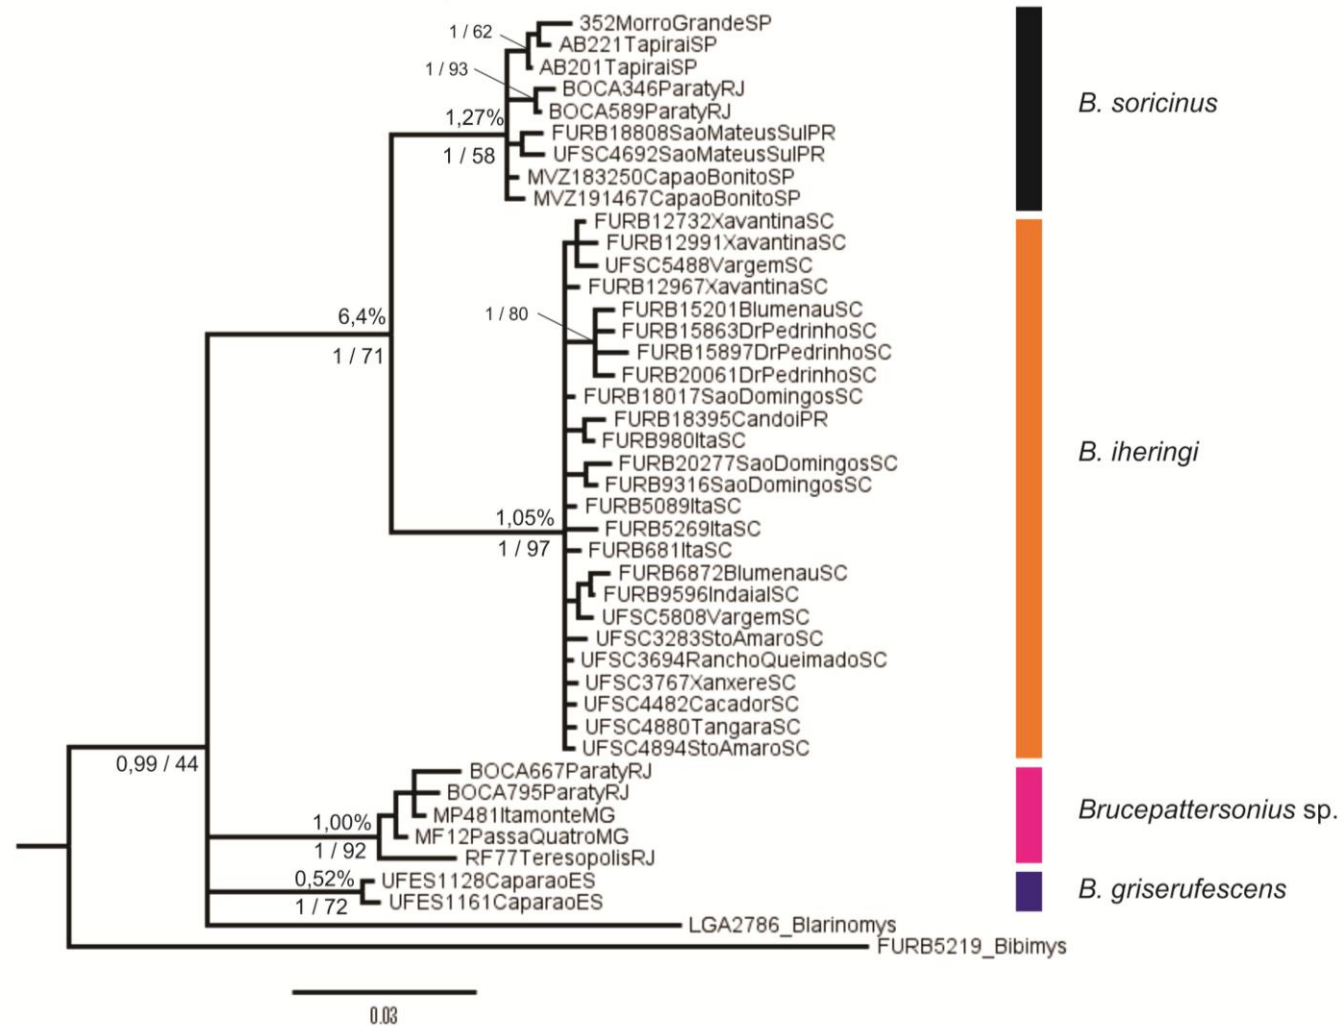 352MorroGrandeSP
1 / 62
AB221TapiraiSP
AB201TapiraiSP
1 / 93
BOCA346ParatyRJ
BOCA589ParatyRJ
B. soricinus
1,27%
1 / 58
FURB18808SaoMateusSulPR
UFSC4692SaoMateusSulPR
MVZ183250CapaoBonitoSP
MVZ191467CapaoBonitoSP
FURB12732XavantinaSC
FURB12991XavantinaSC
UFSC5488VargemSC
FURB12967XavantinaSC
6,4%
1 / 71
1 / 80
FURB15201BlumenauSC
FURB15863DrPedrinhoSC
FURB15897DrPedrinhoSC
FURB20061DrPedrinhoSC
FURB18017SaoDomingosSC
FURB18395CandoiPR
FURB980ItaSC
B. iheringi
FURB20277SaoDomingosSC
FURB9316SaoDomingosSC
FURB5089ItaSC
1,05%
1 / 97
FURB5269ItaSC
FURB681ItaSC
FURB6872BlumenauSC
FURB9596IndaialSC
UFSC5808VargemSC
UFSC3283StoAmaroSC
UFSC3694RanchoQueimadoSC
UFSC3767XanxereSC
UFSC4482CacadorSC
UFSC4880TangaraSC
UFSC4894StoAmaroSC
0,99 / 44
BOCA667ParatyRJ
BOCA795ParatyRJ
MP481ItamonteMG
Brucepattersonius sp.
1,00%
1 / 92
MF12PassaQuatroMG
RF77TeresopolisRJ
0,52%
1 / 72
UFES1128CaparaoES
UFES1161CaparaoES
B. griserufescens
LGA2786_Blarinomys
FURB5219_Bibimys
0.03